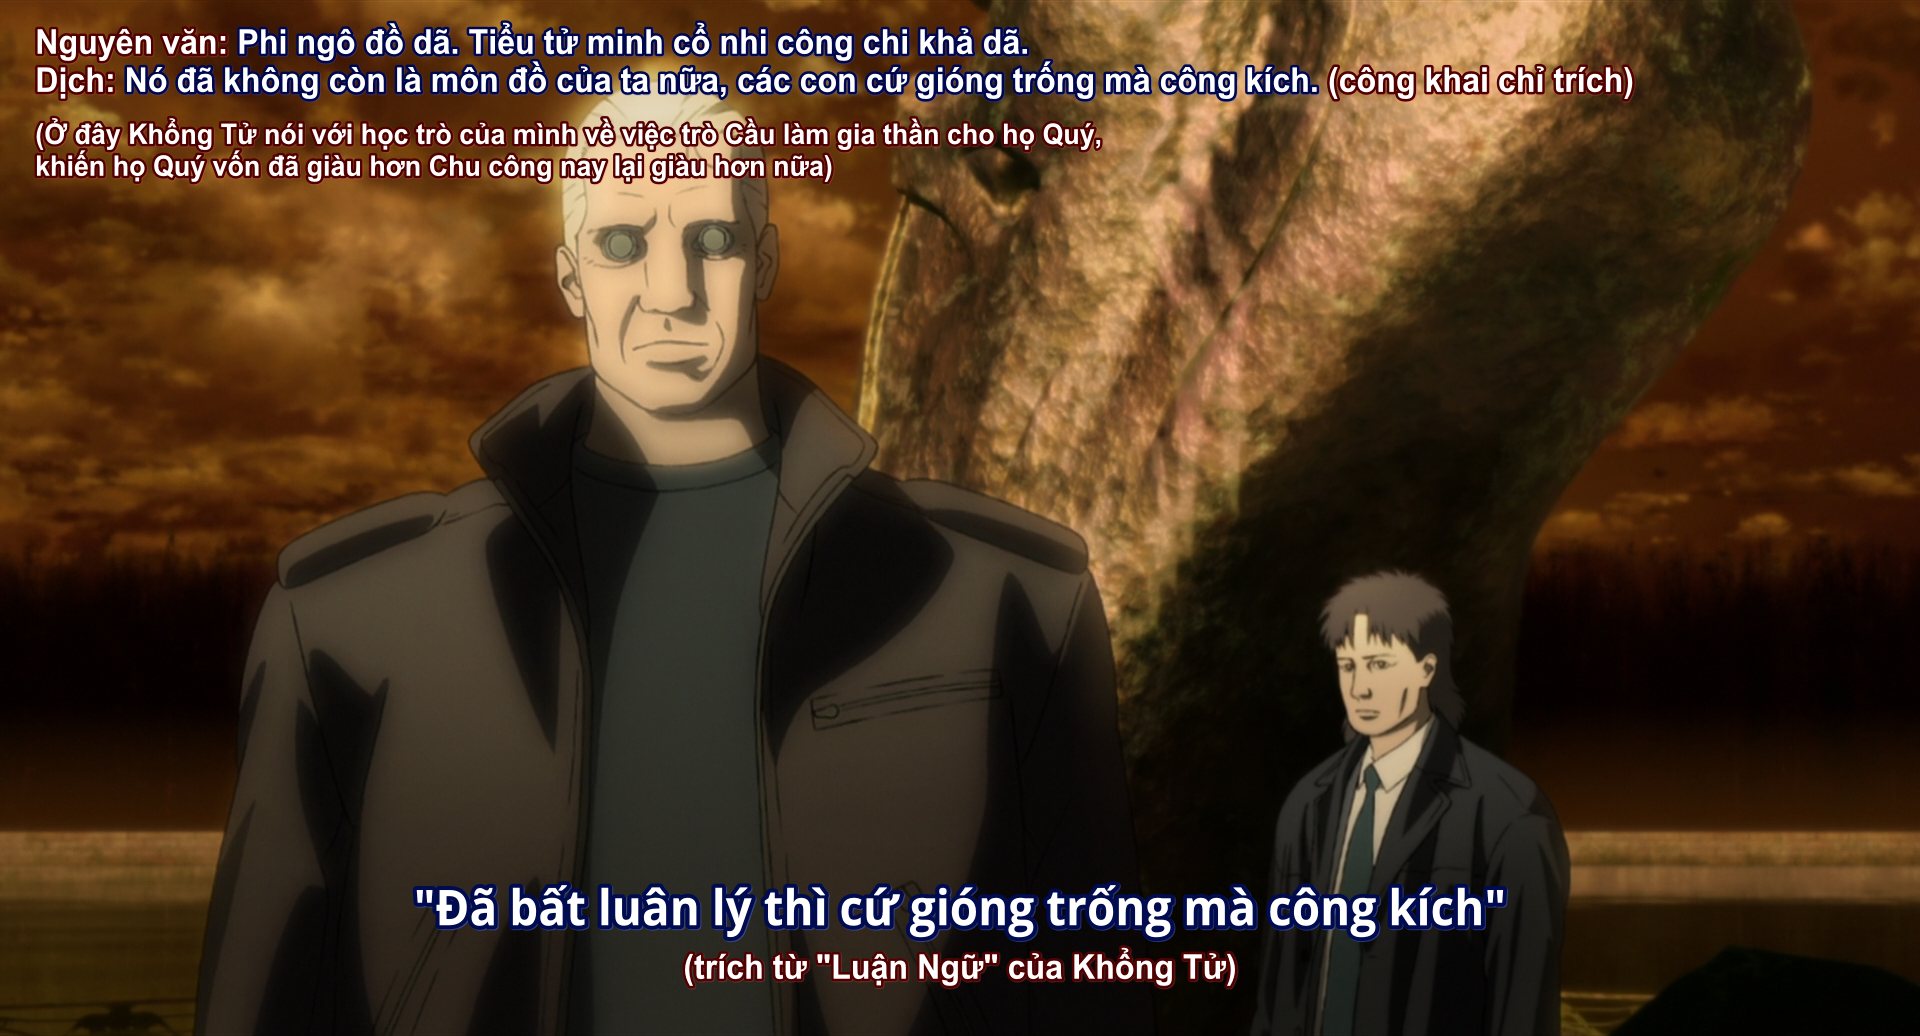 Nguyên văn: Phi ngô đồ dã. Tiểu tử minh cổ nhi công chi khả dã.
Dịch: Nó đã không còn là môn đồ của ta nữa, các con cứ gióng trống mà công kích. (công khai chỉ trích)
(Ở đây Khổng Tử nói với học trò của mình về việc trò Cầu làm gia thần cho họ Quý,
khiến họ Quý vốn đã giàu hơn Chu công nay lại giàu hơn nữa)
"Đã bất luân lý thì cứ gióng trống mà công kích"
(trích từ "Luận Ngữ" của Khổng Tử)